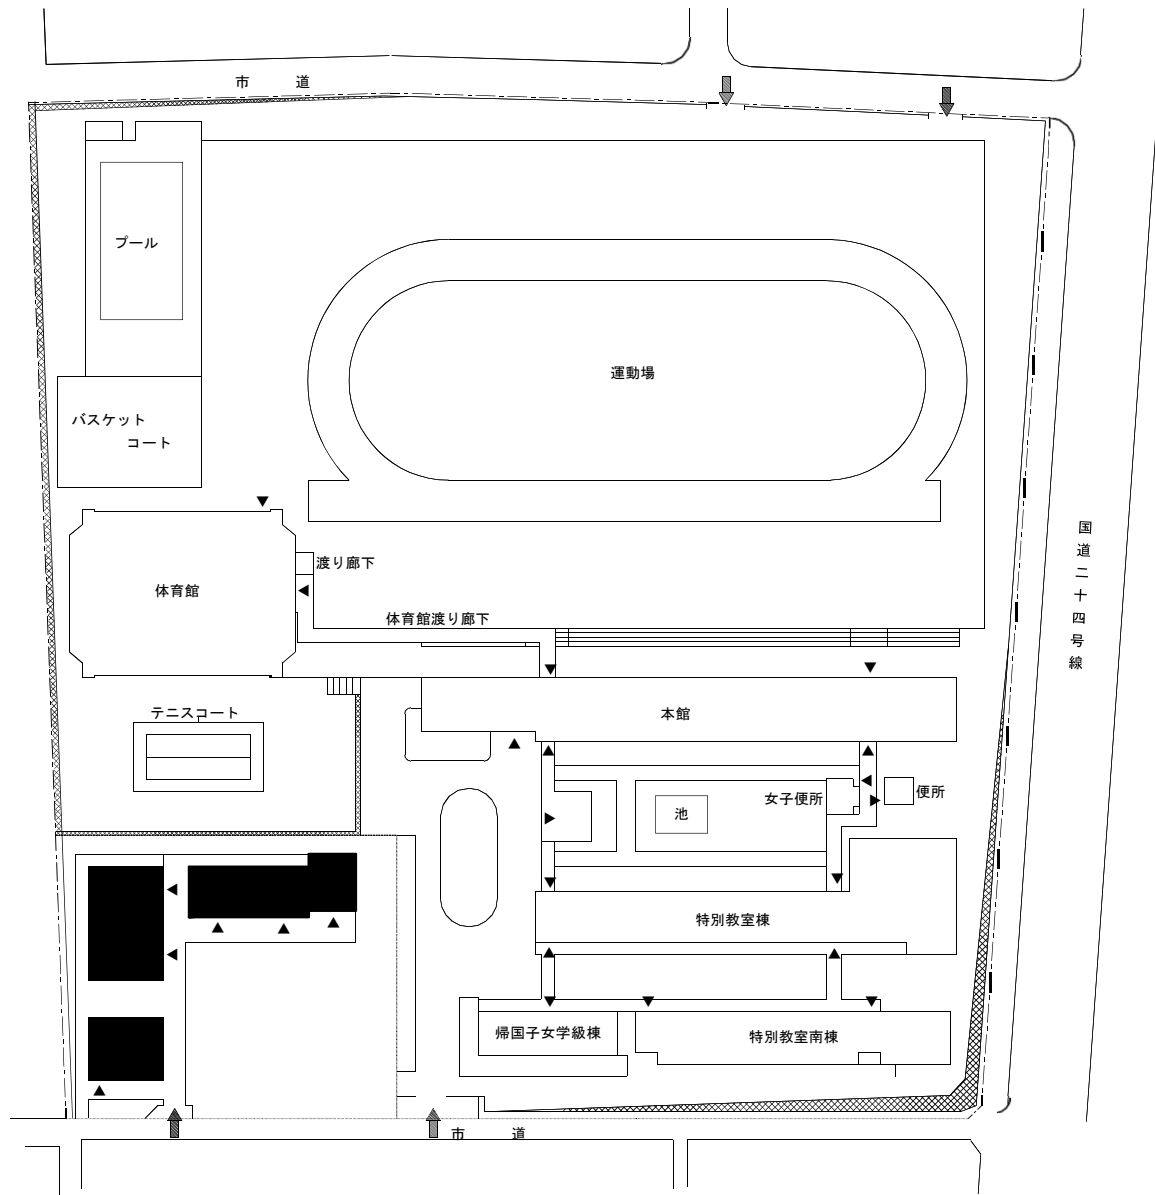 市 道
プール
運動場
バスケット
コート
渡り廊下
体育館
体育館渡り廊下
国道二十四号線
テニスコート
本館
女子便所
便所
池
特別教室棟
帰国子女学級棟
特別教室南棟
市 道